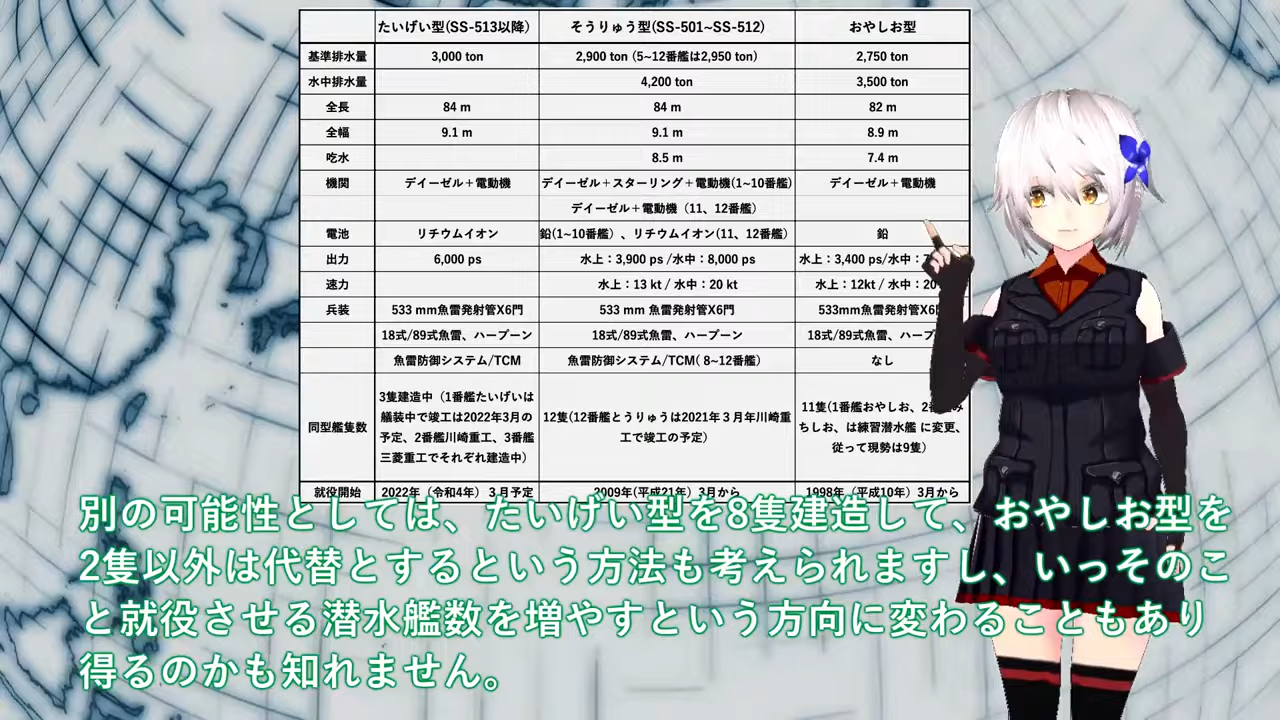 たいげい型(SS-513以降) そうりゅう型(SS-501~SS-512) おやしお型
基準排水量 3,000 ton 2,900 ton (5~12番艦は2,950 ton) 2,750 ton
水中排水量 4,200 ton 3,500 ton
全長 84 m 84 m 82 m
全幅 9.1 m 9.1 m 8.9 m
吃水 8.5 m 7.4 m
機関 デイーゼル＋電動機 デイーゼル＋スターリング＋電動機(1~10番艦) デイーゼル＋電動機
デイーゼル＋電動機（11、12番艦）
電池 リチウムイオン 鉛(1~10番艦）、リチウムイオン(11、12番艦) 鉛
出力 6,000 ps 水上：3,900 ps /水中：8,000 ps 水上：3,400 ps/水中：
速力 水上：13 kt / 水中：20 kt 水上：12kt / 水中：20
兵装 533 mm魚雷発射管X6門 533 mm 魚雷発射管X6門 533mm魚雷発射管X6
18式/89式魚雷、ハープーン 18式/89式魚雷、ハープーン 18式/89式魚雷、ハープ
魚雷防御システム/TCM 魚雷防御システム/TCM( 8~12番艦） なし
同型艦隻数
3隻建造中（1番艦たいげいは
艤装中で竣工は2022年3月の
予定、2番艦川崎重工、3番艦
三菱重工でそれぞれ建造中）
12隻(12番艦とうりゅうは2021年３月年川崎重
工で竣工の予定）
11隻(1番艦おやしお、2 み
ちしお、は練習潜水艦 に変更、
従って現勢は9隻）
就役開始 2022年（令和4年）３月予定 2009年(平成21年）3月から 1998年（平成10年）3月から
別の可能性としては、たいげい型を8隻建造して、おやしお型を
2隻以外は代替とするという方法も考えられますし、いっそのこ
と就役させる潜水艦数を増やすという方向に変わることもあり
得るのかも知れません。